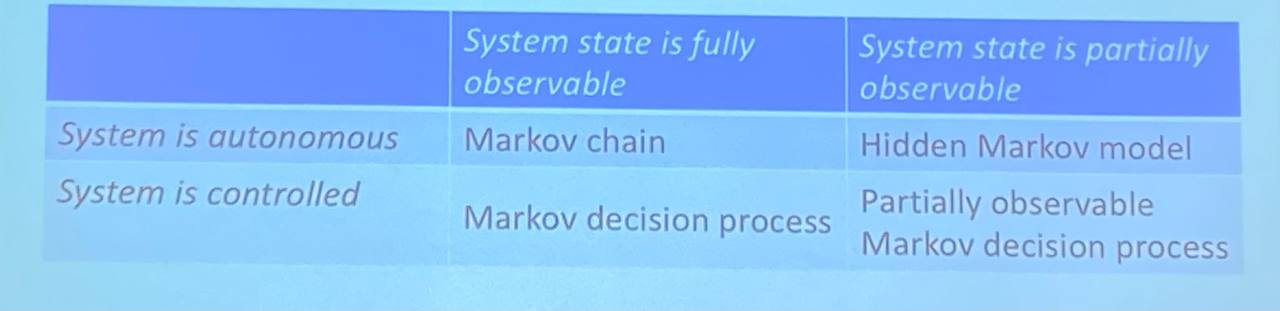 System state is fully
observable
System state is partially
observable
System is autonomous
Markov chain
Hidden Markov model
System is controlled
Markov decision process
Partially observable
Markov decision process